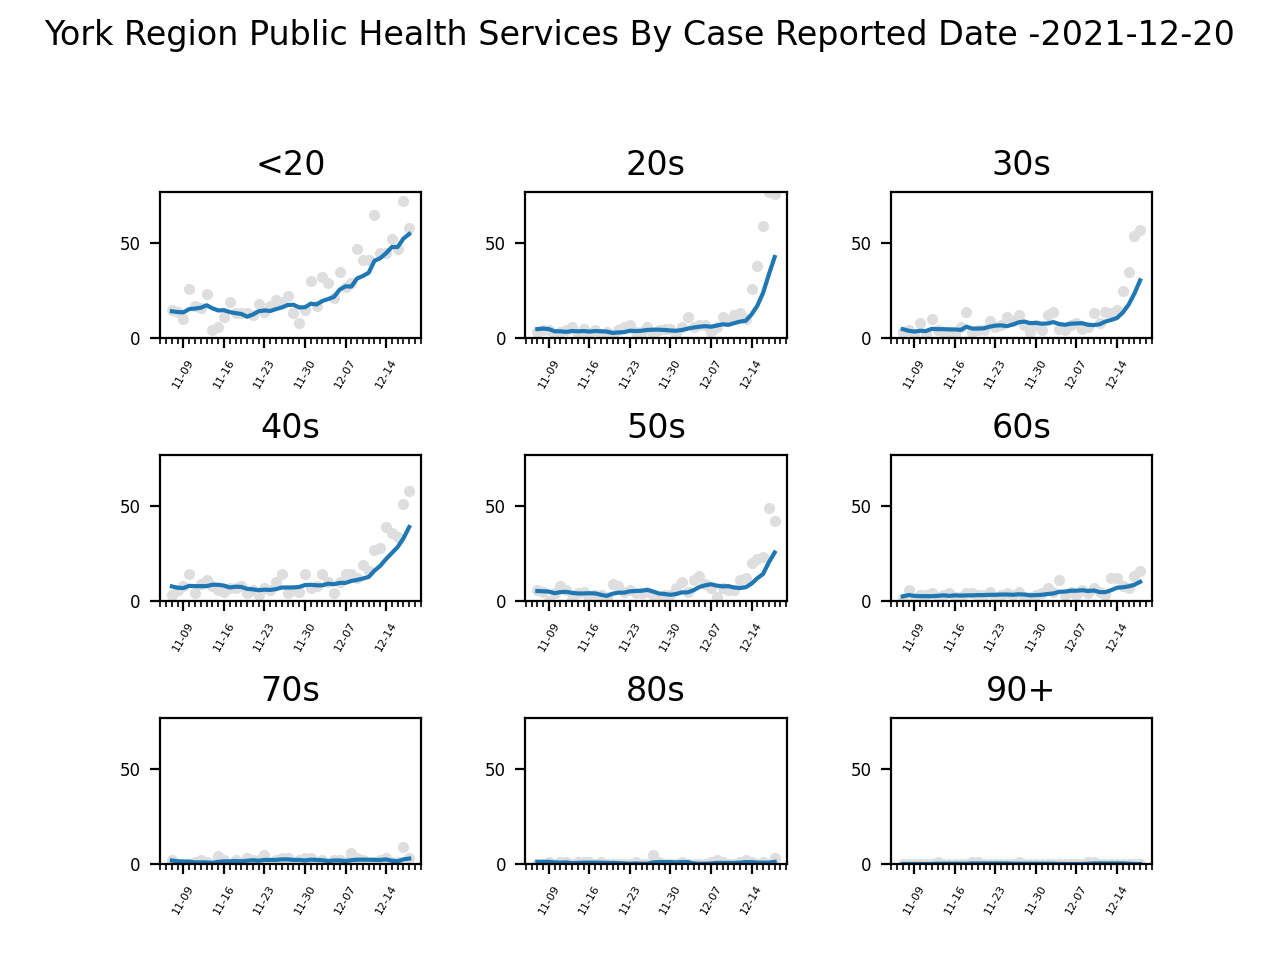 York Region Public Health Services By Case Reported Date -2021-12-20
<20 20s 30s
50 50 50
0 0 0
11-09 11-16 11-23 11-30 12-07 12-14 11-09 11-16 11-23 11-30 12-07 12-14 11-09 11-16 11-23 11-30 12-07 12-14
40s 50s 60s
50 50 50
0 0 0
11-09 11-16 11-23 11-30 12-07 12-14 11-09 11-16 11-23 11-30 12-07 12-14 11-09 11-16 11-23 11-30 12-07 12-14
70s 80s 90+
50 50 50
0 0 0
11-09 11-16 11-23 11-30 12-07 12-14 11-09 11-16 11-23 11-30 12-07 12-14 11-09 11-16 11-23 11-30 12-07 12-14